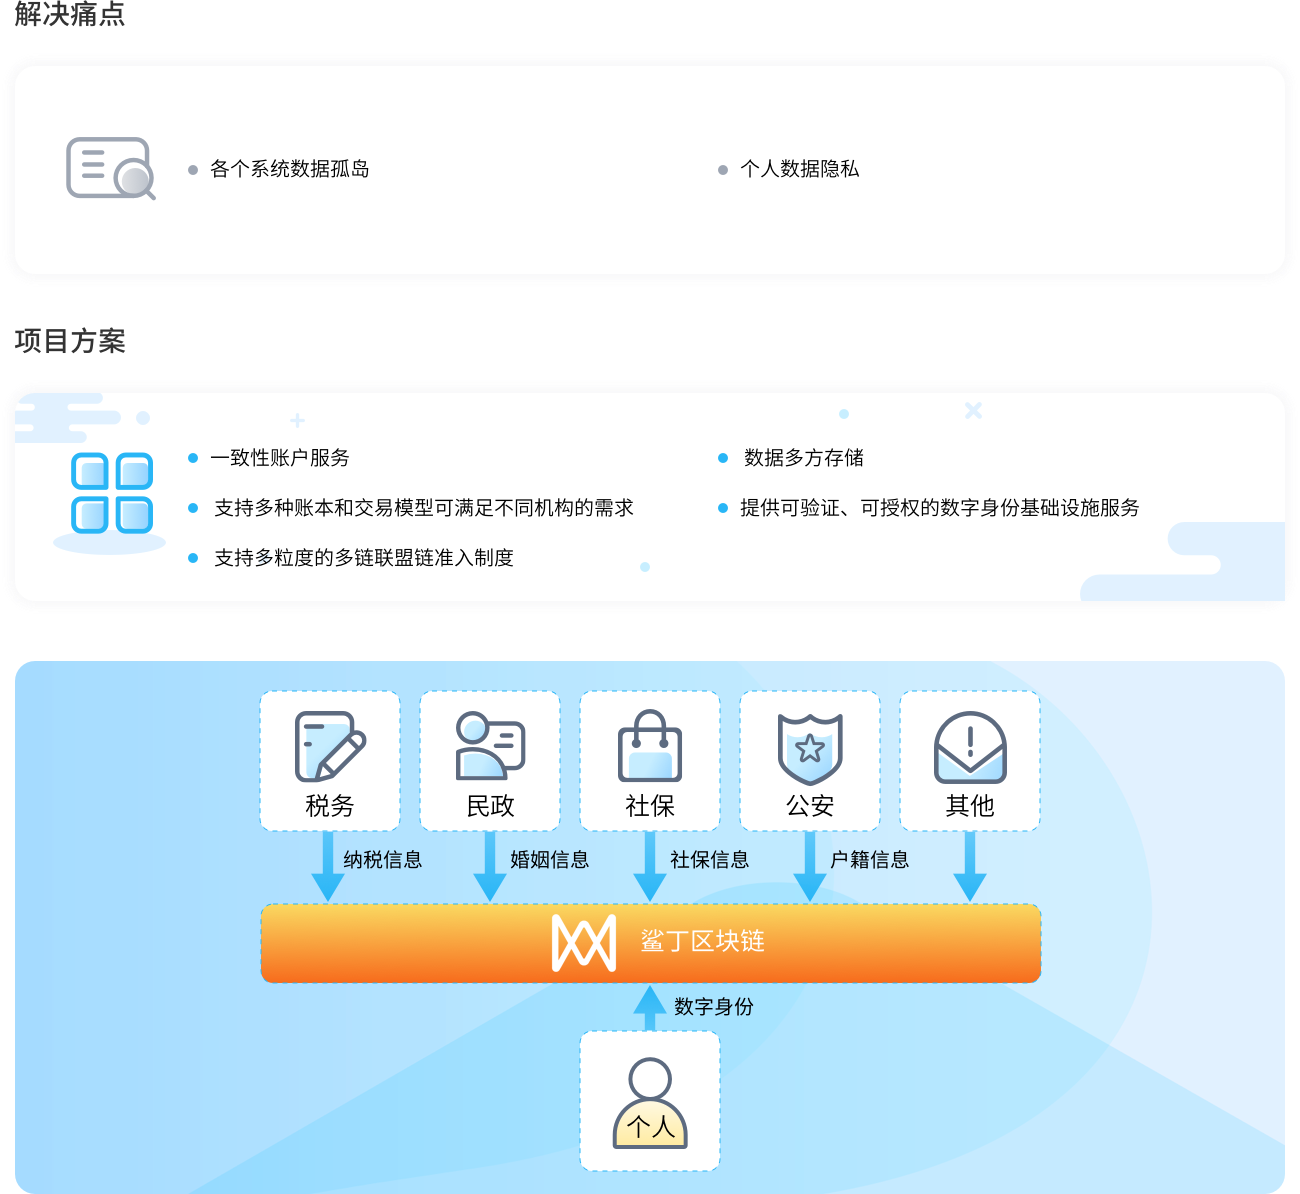 解决痛点
各个系统数据孤岛
个人数据隐私
项目方案
一致性账户服务
数据多方存储
支持多种账本和交易模型可满足不同机构的需求
提供可验证、可授权的数字身份基础设施服务
支持多粒度的多链联盟链准入制度
税务
民政
社保
公安
其他
纳税信息
婚姻信息
社保信息
户籍信息
鲨丁区块链
数字身份
个人